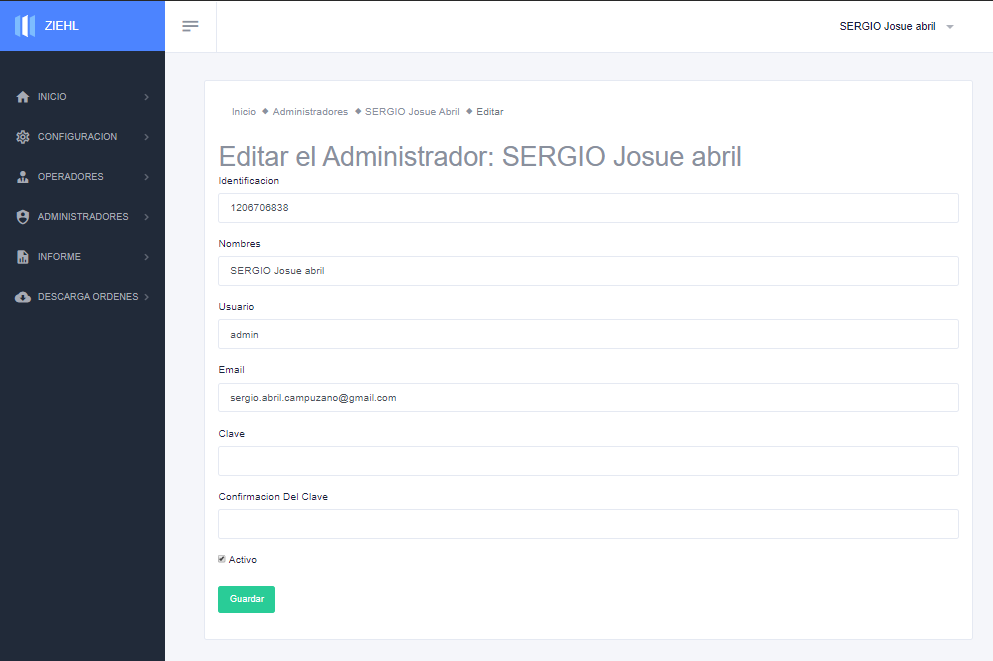 ZIEHL
SERGIO Josue abril
INICIO
CONFIGURACION
OPERADORES
ADMINISTRADORES
INFORME
DESCARGA ORDENES
Inicio ◆ Administradores ◆ SERGIO Josue Abril ◆ Editar
Editar el Administrador: SERGIO Josue abril
Identificacion
1206706838
Nombres
SERGIO Josue abril
Usuario
admin
Email
sergio.abril.campuzano@gmail.com
Clave
Confirmacion Del Clave
Activo
Guardar